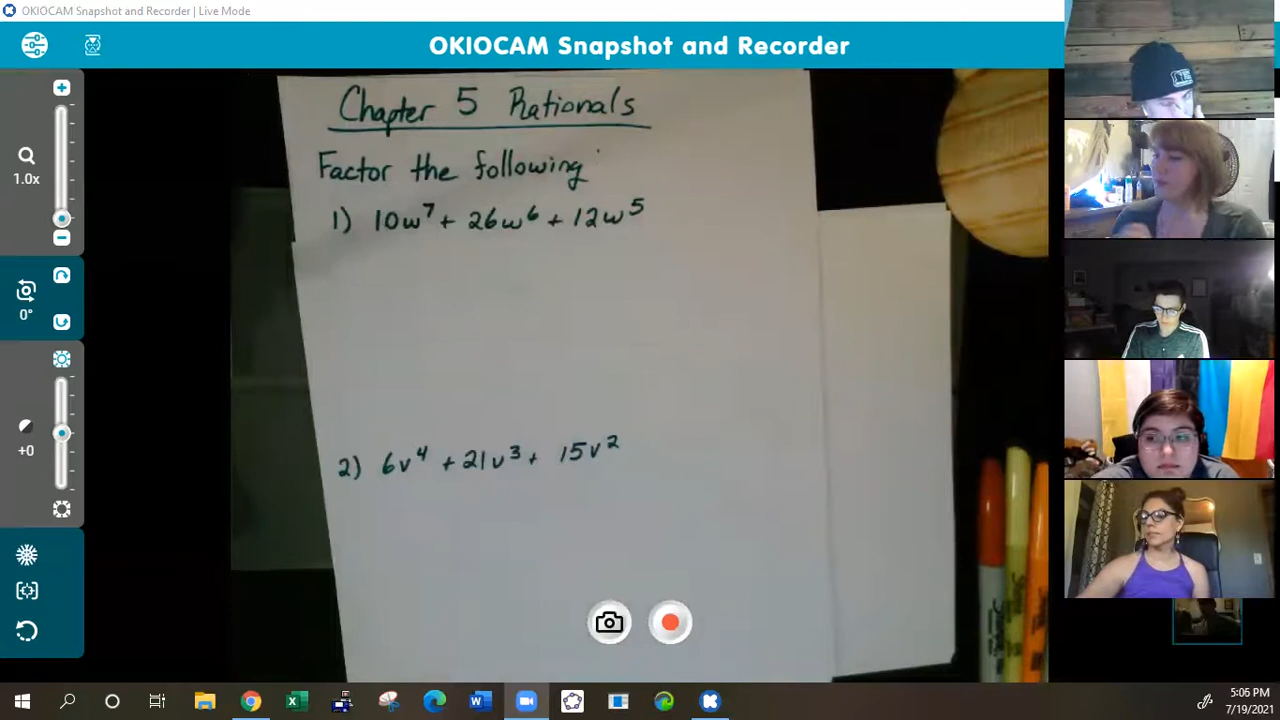 OKIOCAM Snapshot and Recorder | Live Mode
OKIOCAM Snapshot and Recorder
1.0x
0°
+0
Chapter 5 Rationals
Factor the following
1) 10w⁷ + 26w⁶ + 12w⁵
2) 6v⁴ + 21v³ + 15v²
5:06 PM
7/19/2021